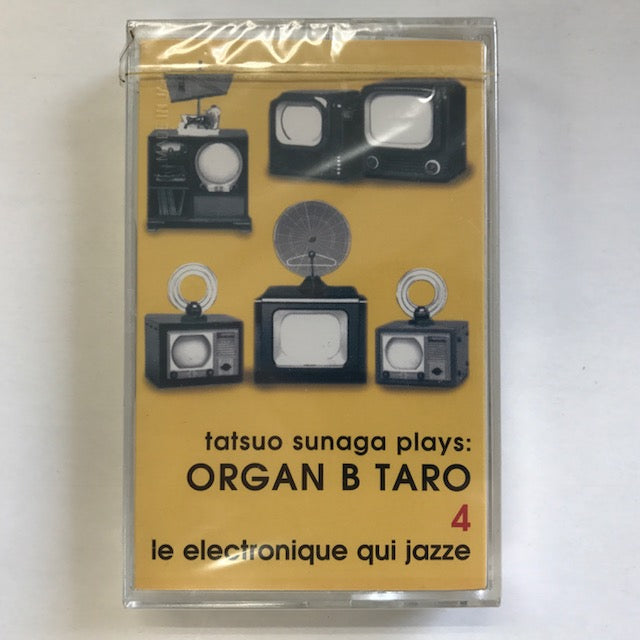 tatsuo sunaga plays:
ORGAN B TARO
4
le electronique qui jazze